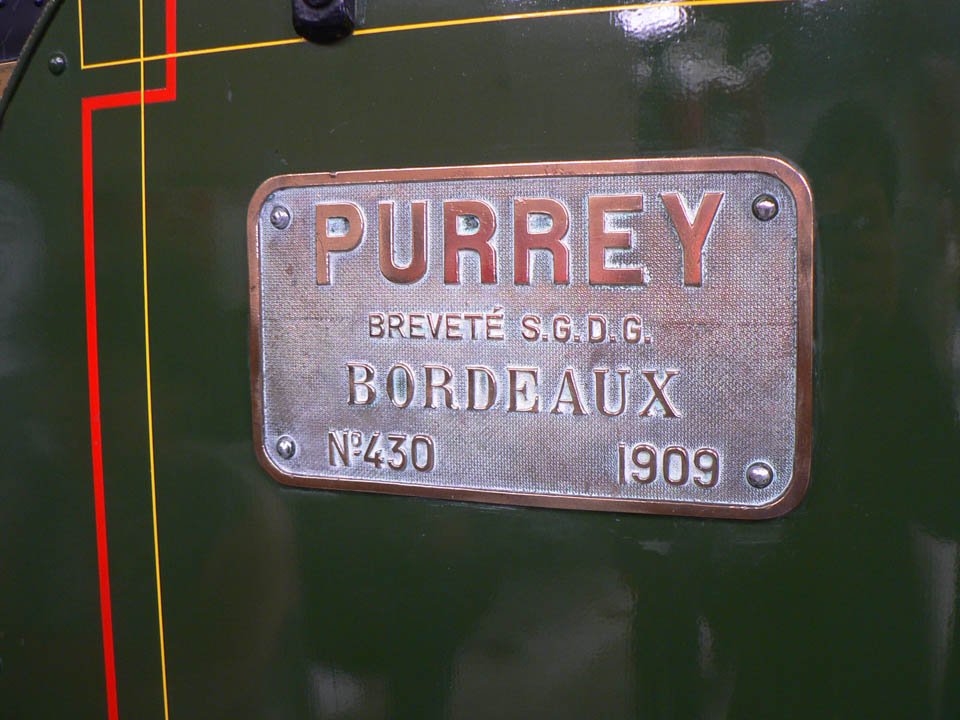 PURREY
BREVETÉ S.G.D.G.
BORDEAUX
Nº430 1909